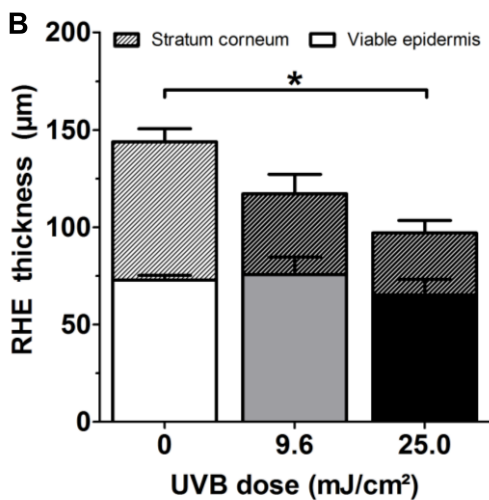 B
Stratum corneum
Viable epidermis
*
RHE thickness (µm)
200
150
100
50
0
0
9.6
25.0
UVB dose (mJ/cm²)